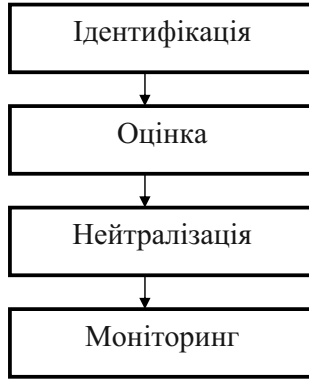 Ідентифікація
Оцінка
Нейтралізація
Моніторинг